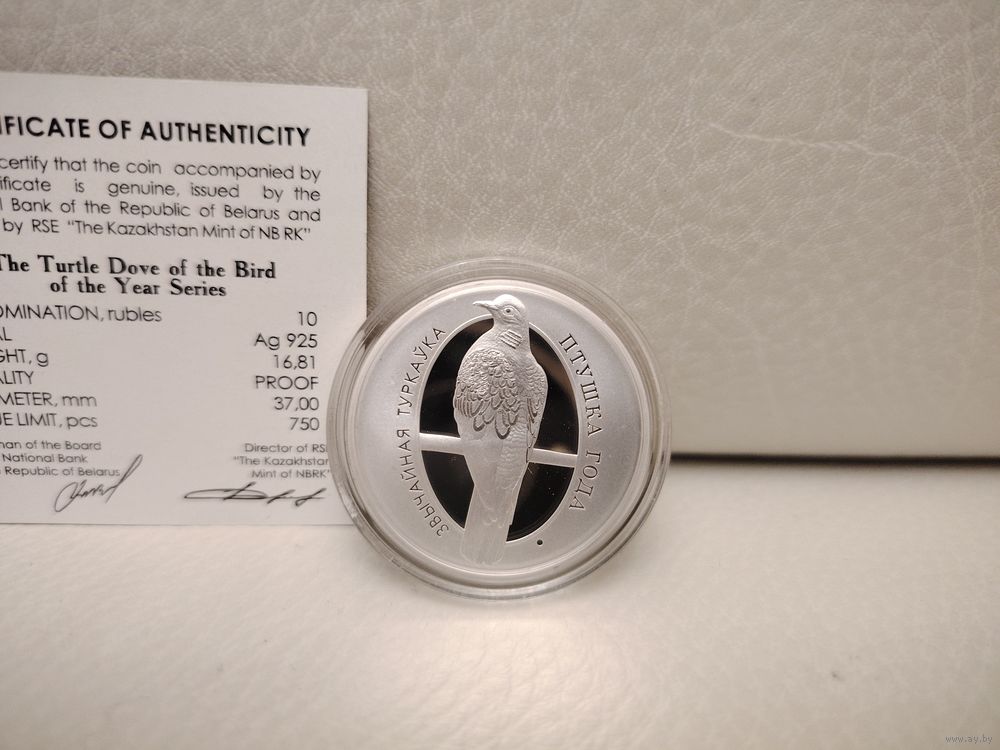 IFICATE OF AUTHENTICITY
certify that the coin accompanied by
ificate is genuine, issued by the
l Bank of the Republic of Belarus and
by RSE "The Kazakhstan Mint of NB RK"
The Turtle Dove of the Bird
of the Year Series
OMINATION, rubles 10
AL Ag 925
GHT, g 16,81
ALITY PROOF
METER, mm 37,00
UE LIMIT, pcs 750
man of the Board
National Bank
Republic of Belarus
Director of RS
"The Kazakhstan
Mint of NBRK"
ЗВЫЧАЙНАЯ ТУРКАЎКА
ПТУШКА ГОДА
www.ay.by